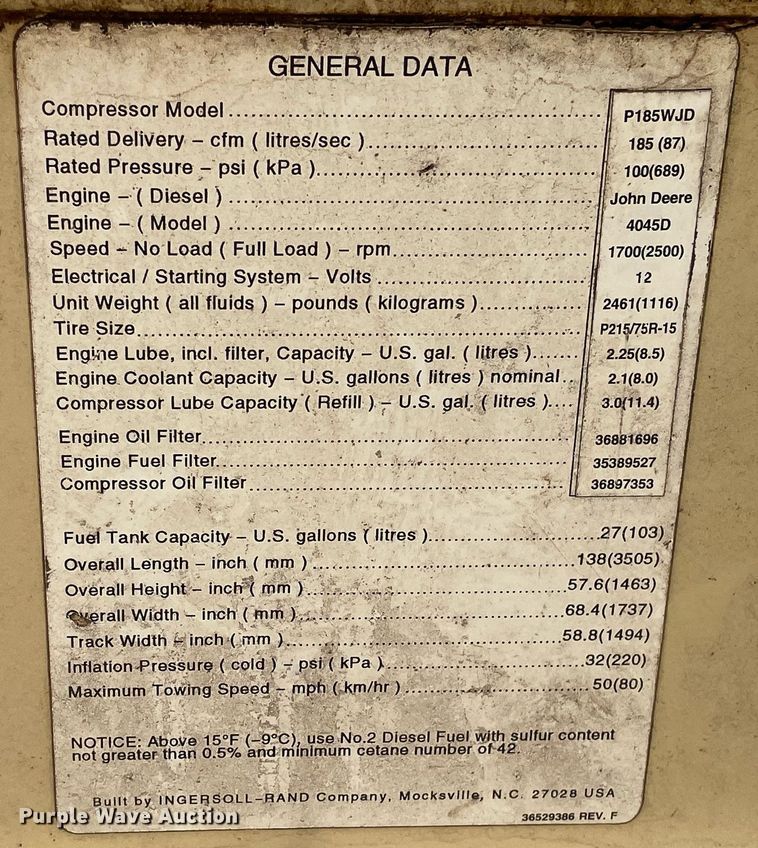 GENERAL DATA
Compressor Model P185WJD
Rated Delivery – cfm ( litres/sec ) 185 (87)
Rated Pressure – psi ( kPa ) 100(689)
Engine – ( Diesel ) John Deere
Engine – ( Model ) 4045D
Speed – No Load ( Full Load ) – rpm 1700(2500)
Electrical / Starting System – Volts 12
Unit Weight ( all fluids ) – pounds ( kilograms ) 2461(1116)
Tire Size P215/75R-15
Engine Lube, incl. filter, Capacity – U.S. gal. ( litres ) 2.25(8.5)
Engine Coolant Capacity – U.S. gallons ( litres ) nominal 2.1(8.0)
Compressor Lube Capacity ( Refill ) – U.S. gal. ( litres ) 3.0(11.4)
Engine Oil Filter 36881696
Engine Fuel Filter 35389527
Compressor Oil Filter 36897353
Fuel Tank Capacity – U.S. gallons ( litres ) 27(103)
Overall Length – inch ( mm ) 138(3505)
Overall Height – inch ( mm ) 57.6(1463)
Overall Width – inch ( mm ) 68.4(1737)
Track Width – inch ( mm ) 58.8(1494)
Inflation Pressure ( cold ) – psi ( kPa ) 32(220)
Maximum Towing Speed – mph ( km/hr ) 50(80)
NOTICE: Above 15°F (–9°C), use No.2 Diesel Fuel with sulfur content
not greater than 0.5% and minimum cetane number of 42.
Built by INGERSOLL–RAND Company, Mocksville, N.C. 27028 USA
36529386 REV. F
Purple Wave Auction